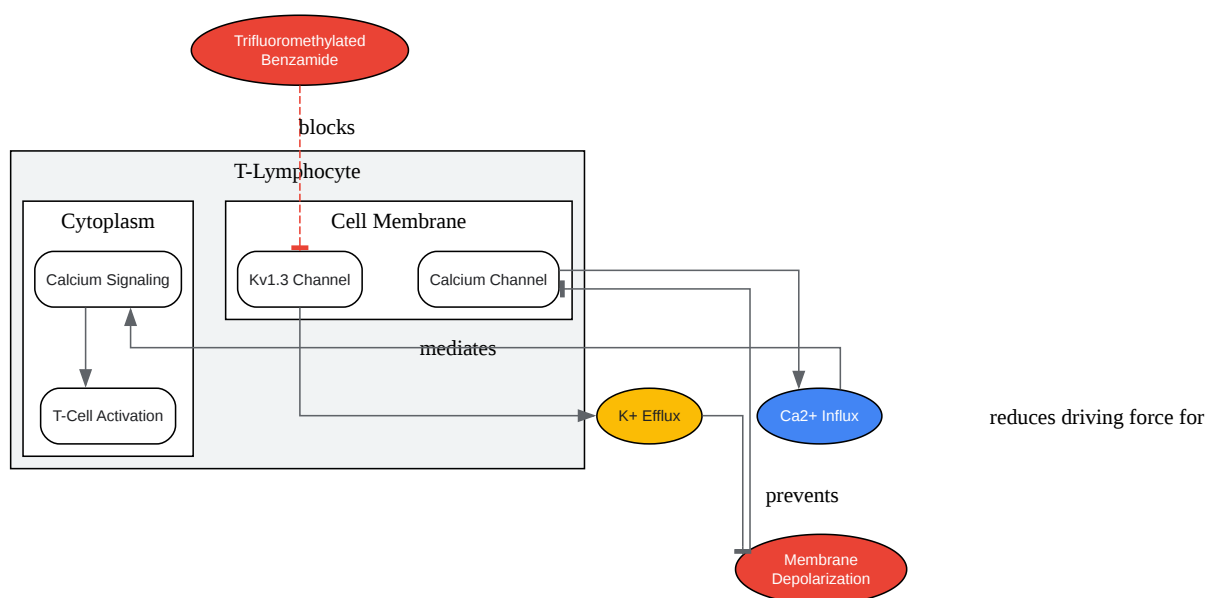 Trifluoromethylated
Benzamide
blocks
T-Lymphocyte
Cytoplasm
Cell Membrane
Calcium Signaling
Kv1.3 Channel
Calcium Channel
mediates
T-Cell Activation
K+ Efflux
Ca2+ Influx
reduces driving force for
prevents
Membrane
Depolarization